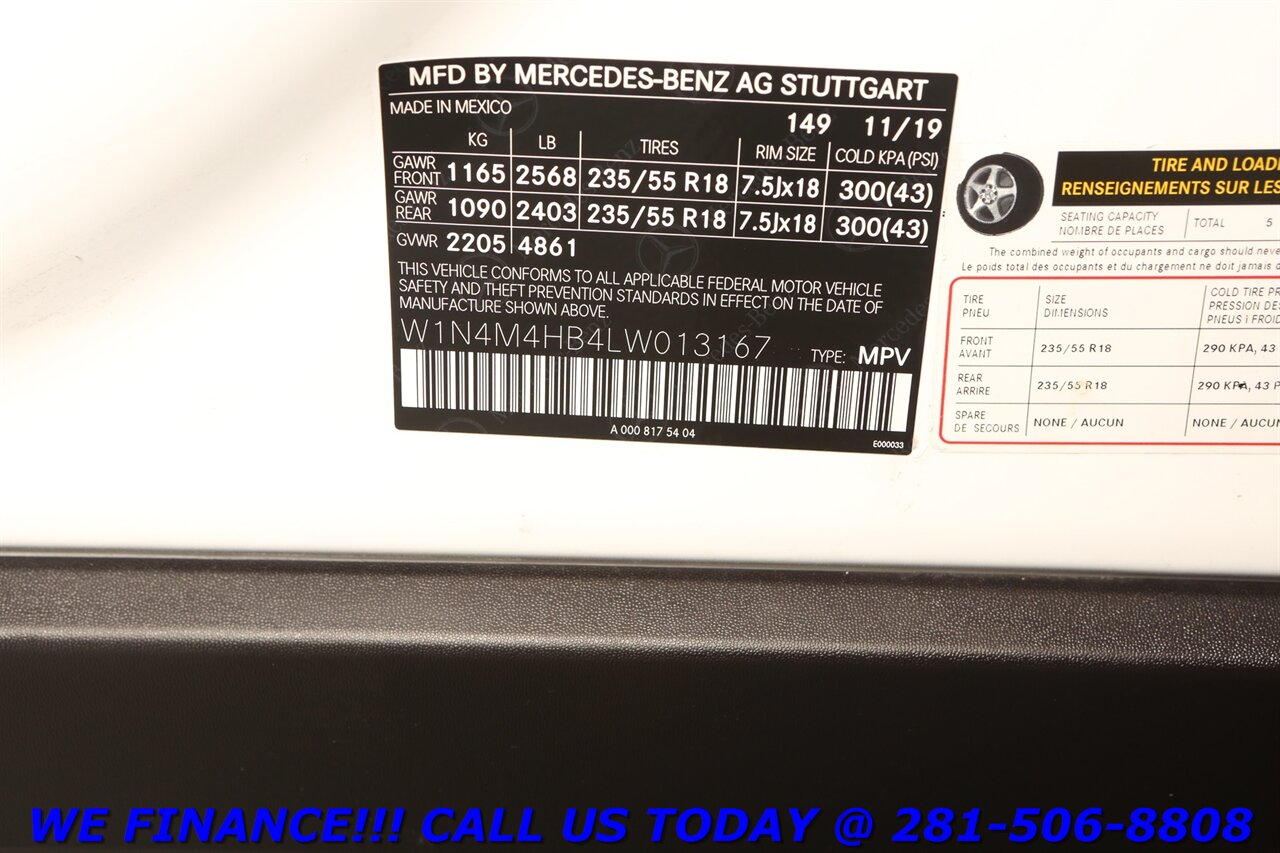 MFD BY MERCEDES-BENZ AG STUTTGART
MADE IN MEXICO
149 11/19
KG LB TIRES RIM SIZE COLD KPA (PSI)
GAWR FRONT 1165 2568 235/55 R18 7.5Jx18 300(43)
GAWR REAR 1090 2403 235/55 R18 7.5Jx18 300(43)
GVWR 2205 4861
THIS VEHICLE CONFORMS TO ALL APPLICABLE FEDERAL MOTOR VEHICLE
SAFETY AND THEFT PREVENTION STANDARDS IN EFFECT ON THE DATE OF
MANUFACTURE SHOWN ABOVE.
W1N4M4HB4LW013167 TYPE: MPV
A 000 817 54 04
E000033
TIRE AND
RENSEIGNEMENTS SUR LES
SEATING CAPACITY
NOMBRE DE PLACES
TOTAL 5
The combined weight of occupants and cargo should
Le poids total des occupants et du chargement ne doit jamais
TIRE
PNEU
SIZE
DIMENSIONS
COLD TIRE
PRESSION
PNEUS
FRONT
AVANT
235/55 R18
290 KPA, 43
REAR
ARRIRE
235/55 R18
290 KPA, 43
SPARE
DE SECOURS
NONE / AUCUN
NONE /
WE FINANCE!!! CALL US TODAY @ 281-506-8808